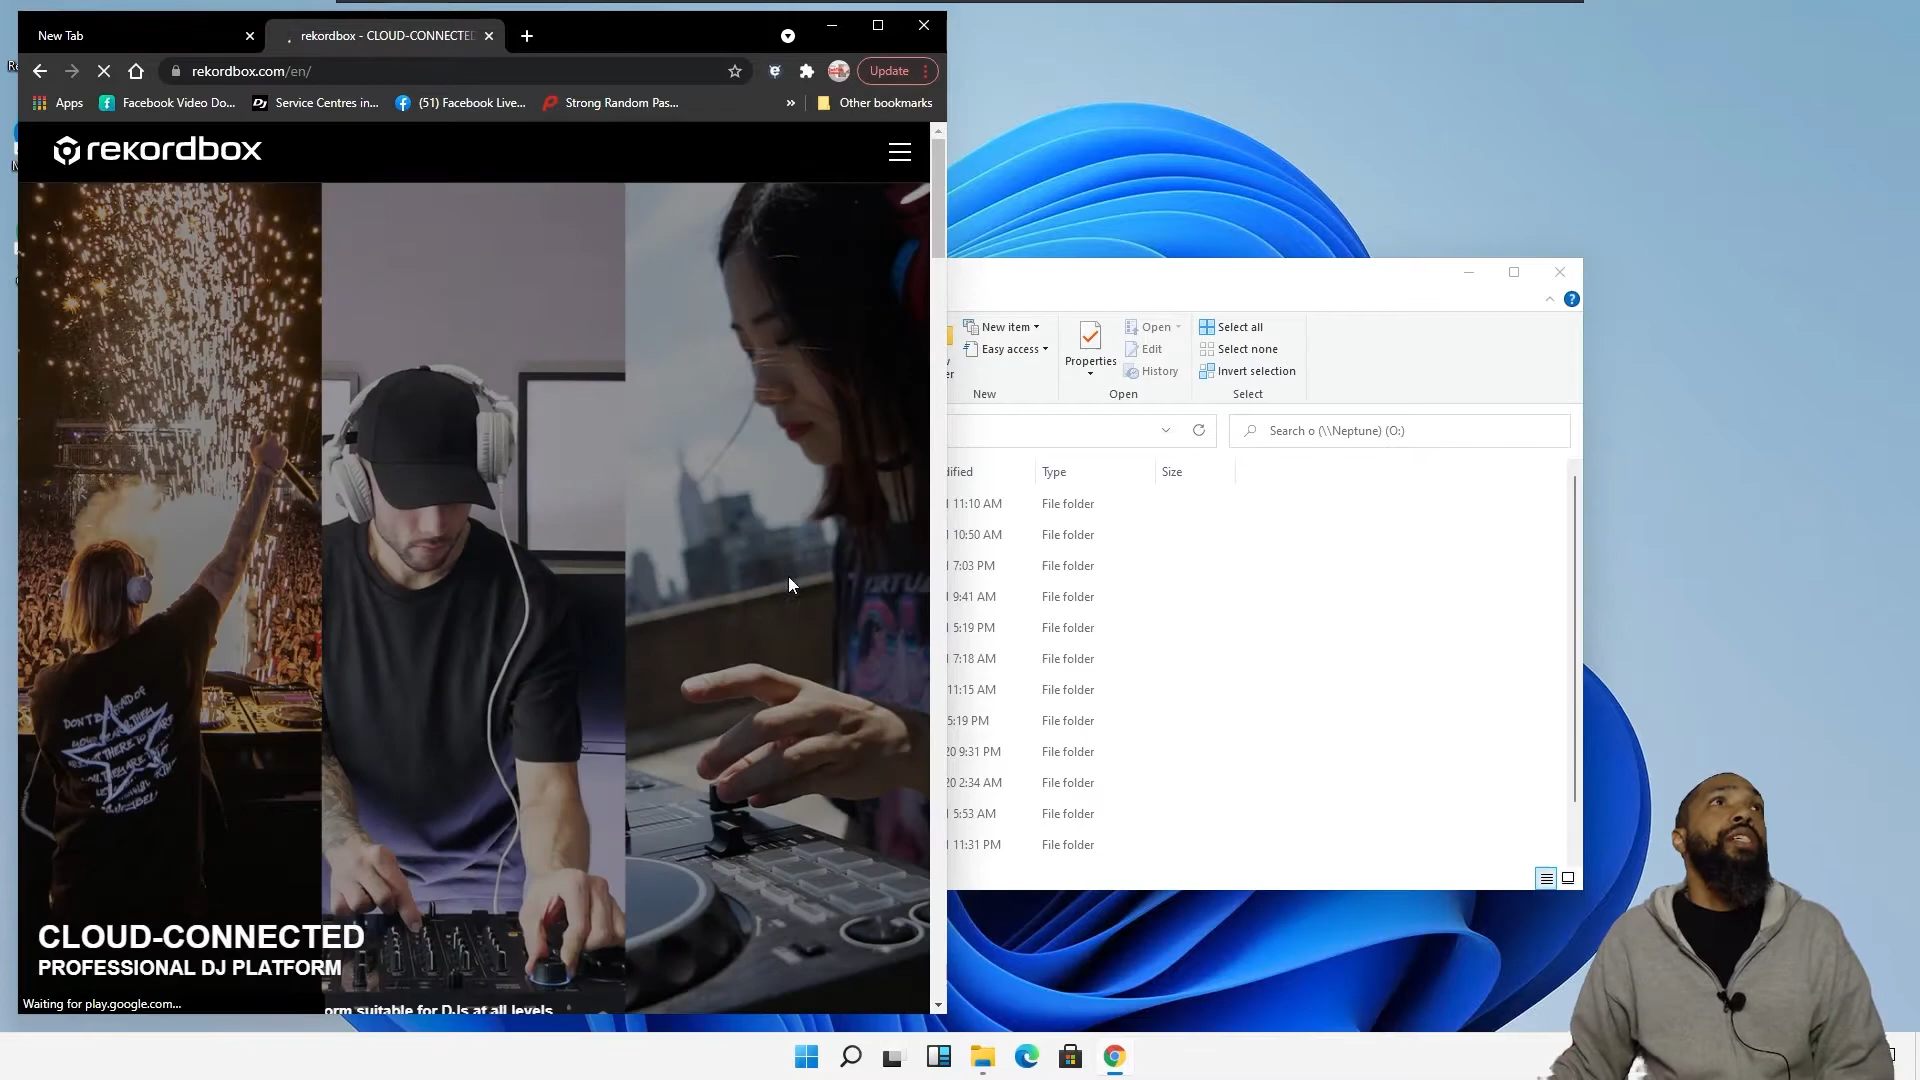 New Tab
rekordbox - CLOUD-CONNECTED
rekordbox.com/en/
Update
Apps
Facebook Video Do...
Service Centres in...
(51) Facebook Live...
Strong Random Pas...
»
Other bookmarks
rekordbox
CLOUD-CONNECTED
PROFESSIONAL DJ PLATFORM
orm suitable for DJs at all levels
Waiting for play.google.com...
New item
Easy access
New
Properties
Open
Edit
History
Open
Select all
Select none
Invert selection
Select
Search o (\\Neptune) (O:)
dified
Type
Size
11:10 AM
File folder
10:50 AM
File folder
7:03 PM
File folder
9:41 AM
File folder
5:19 PM
File folder
7:18 AM
File folder
11:15 AM
File folder
5:19 PM
File folder
20 9:31 PM
File folder
20 2:34 AM
File folder
5:53 AM
File folder
11:31 PM
File folder